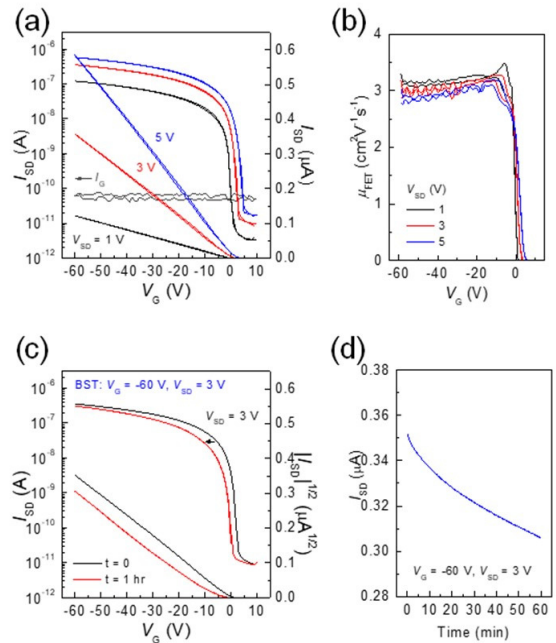 (a)
10⁻⁶
10⁻⁷
10⁻⁸
10⁻⁹
10⁻¹⁰
10⁻¹¹
10⁻¹²
I_SD (A)
0.6
0.5
0.4
0.3
0.2
0.1
0.0
I_SD (μA)
5 V
3 V
I_G
V_SD = 1 V
-60 -50 -40 -30 -20 -10 0 10
V_G (V)
(b)
4
3
2
1
0
μ_FET (cm²V⁻¹s⁻¹)
V_SD (V)
1
3
5
-60 -40 -20 0 20
V_G (V)
(c)
BST: V_G = -60 V, V_SD = 3 V
V_SD = 3 V
10⁻⁶
10⁻⁷
10⁻⁸
10⁻⁹
10⁻¹⁰
10⁻¹¹
10⁻¹²
I_SD (A)
0.6
0.5
0.4
0.3
0.2
0.1
0.0
|I_SD|^1/2 (μA^1/2)
t = 0
t = 1 hr
-60 -50 -40 -30 -20 -10 0 10
V_G (V)
(d)
0.38
0.36
0.34
0.32
0.30
0.28
I_SD (μA)
V_G = -60 V, V_SD = 3 V
0 10 20 30 40 50 60
Time (min)